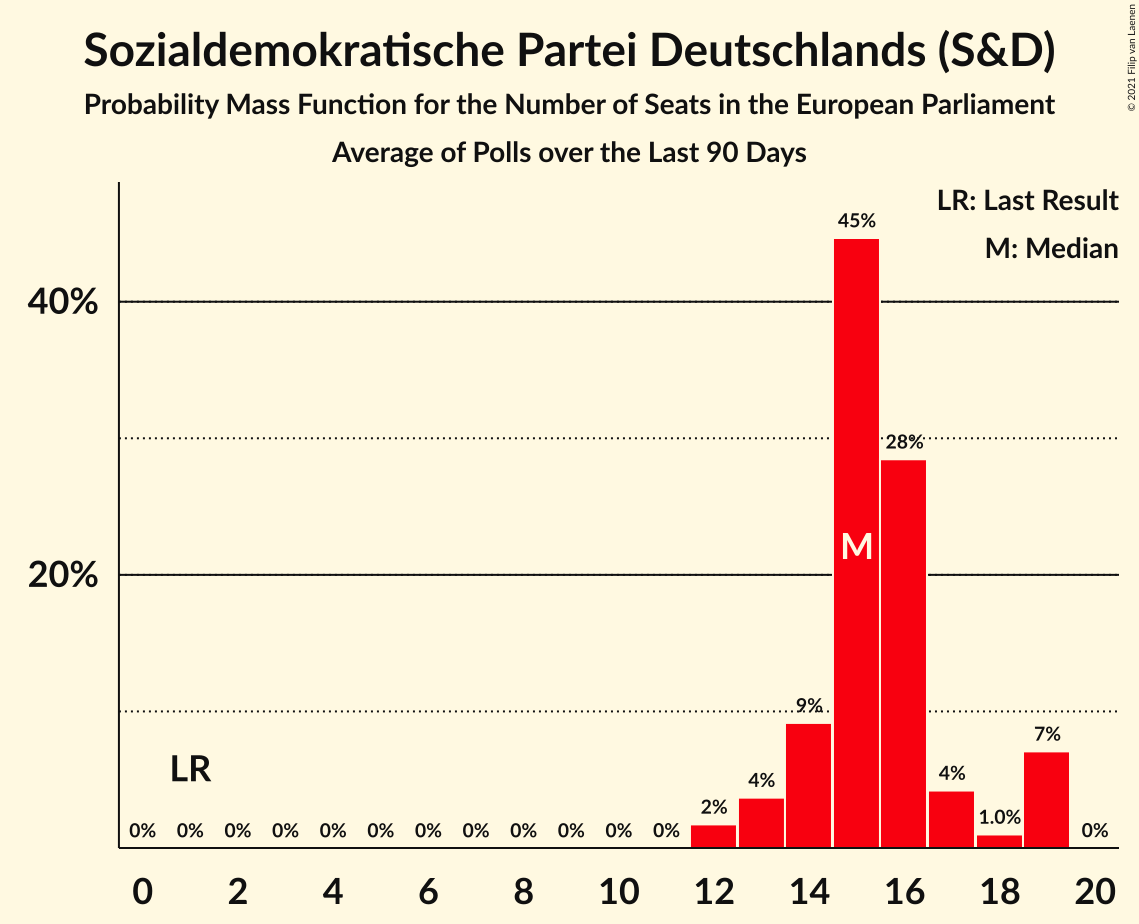 Sozialdemokratische Partei Deutschlands (S&D)
Probability Mass Function for the Number of Seats in the European Parliament
Average of Polls over the Last 90 Days
© 2021 Filip van Laenen
LR: Last Result
M: Median
45%
40%
28%
M
20%
9%
7%
LR
4%
4%
2%
1.0%
0% 0% 0% 0% 0% 0% 0% 0% 0% 0% 0% 0% 0%
0 2 4 6 8 10 12 14 16 18 20